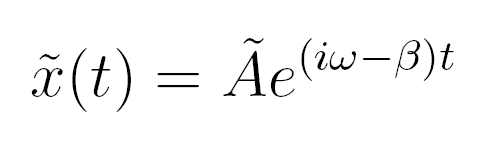 x̃(t) = Ãe^{(iω−β)t}